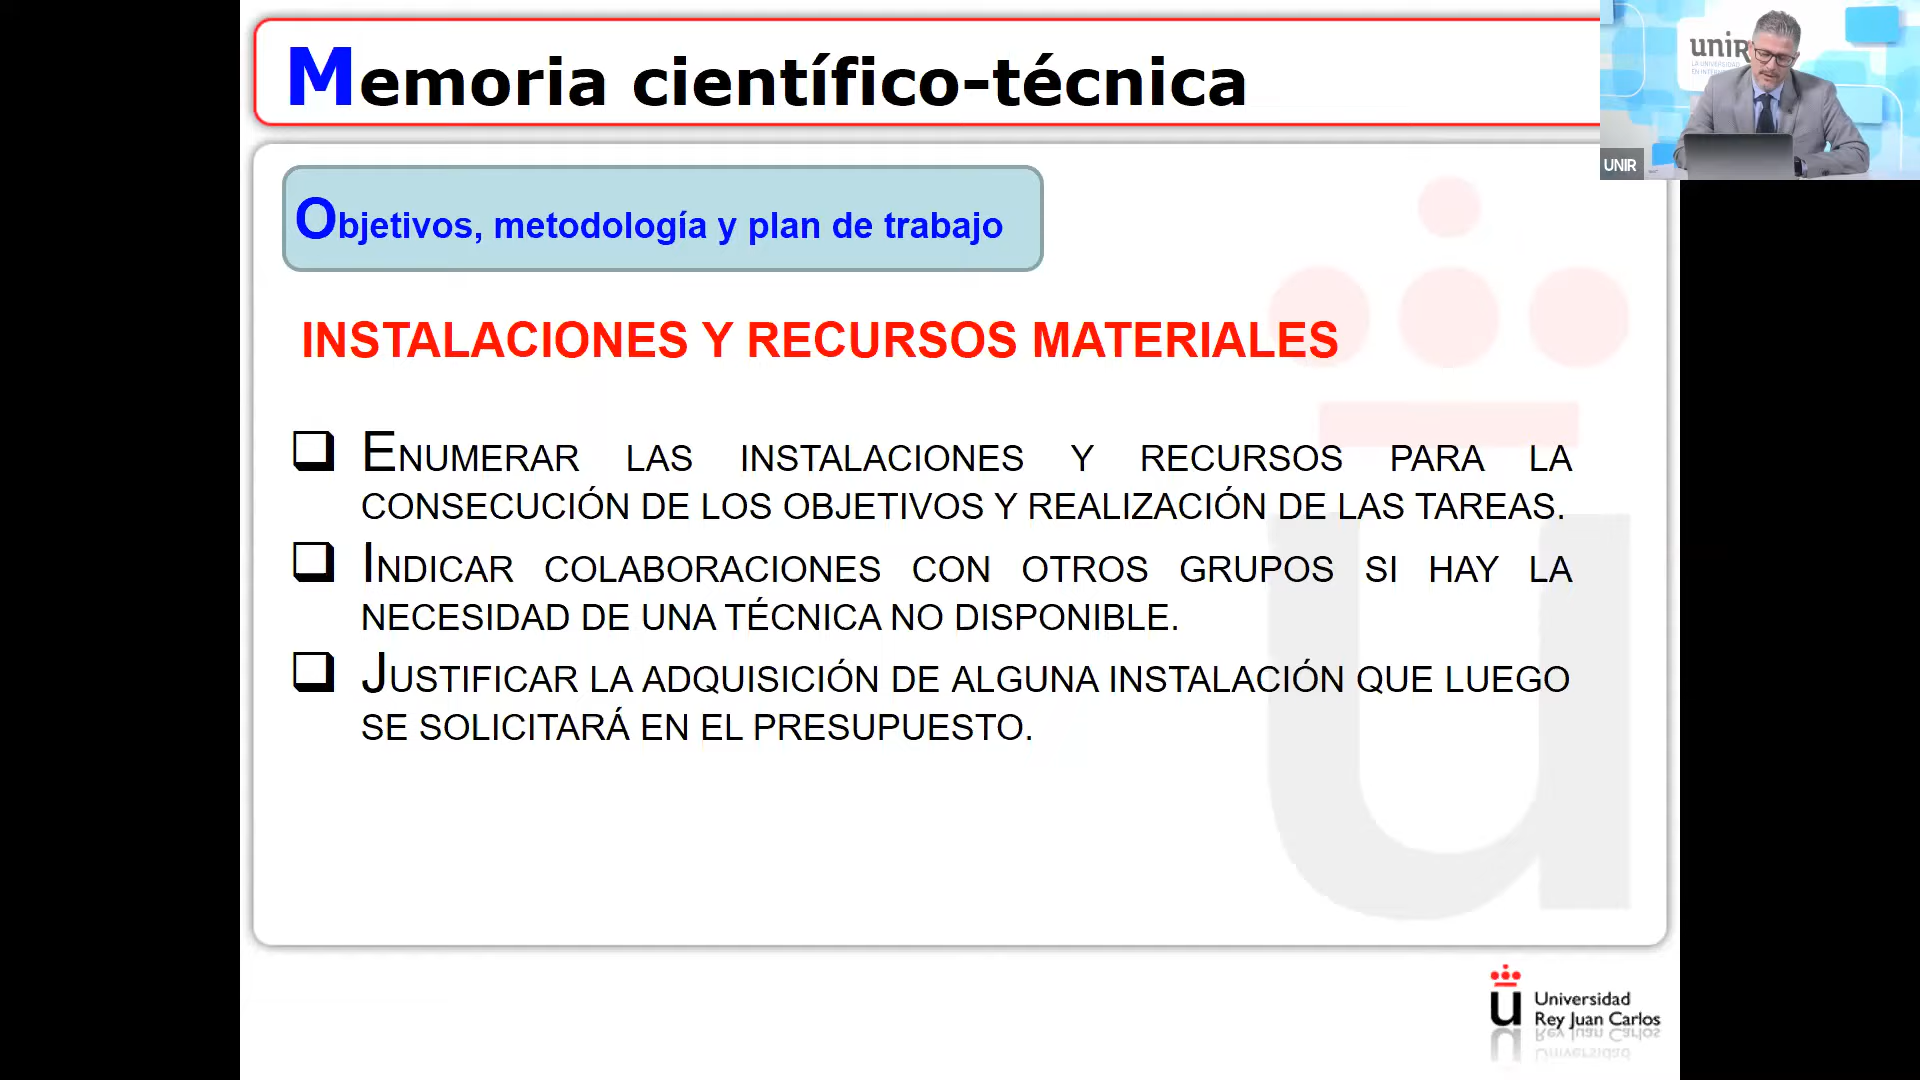 Memoria científico-técnica
unir
LA UNIVERSIDAD
UNIR
Objetivos, metodología y plan de trabajo
INSTALACIONES Y RECURSOS MATERIALES
ENUMERAR LAS INSTALACIONES Y RECURSOS PARA LA
CONSECUCIÓN DE LOS OBJETIVOS Y REALIZACIÓN DE LAS TAREAS.
INDICAR COLABORACIONES CON OTROS GRUPOS SI HAY LA
NECESIDAD DE UNA TÉCNICA NO DISPONIBLE.
JUSTIFICAR LA ADQUISICIÓN DE ALGUNA INSTALACIÓN QUE LUEGO
SE SOLICITARÁ EN EL PRESUPUESTO.
u Universidad
Rey Juan Carlos